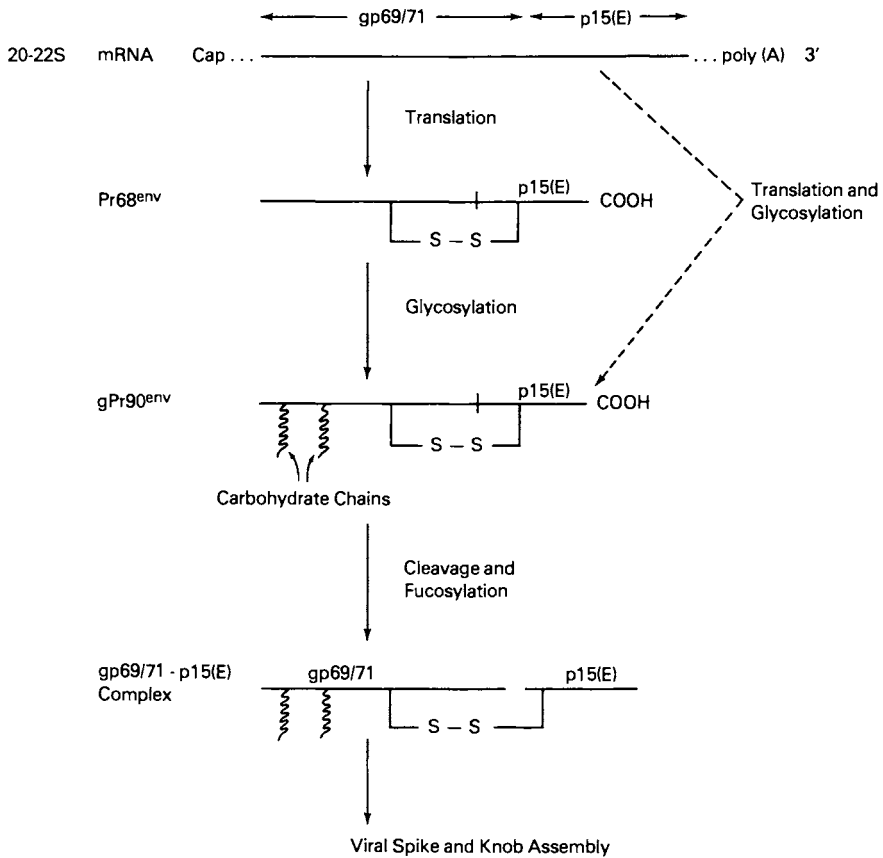 gp69/71 p15(E)
20-22S mRNA Cap ... ... poly (A) 3′
Translation
Pr68env p15(E) COOH
S – S
Translation and
Glycosylation
Glycosylation
gPr90env p15(E) COOH
S – S
Carbohydrate Chains
Cleavage and
Fucosylation
gp69/71 - p15(E)
Complex
gp69/71 p15(E)
S – S
Viral Spike and Knob Assembly